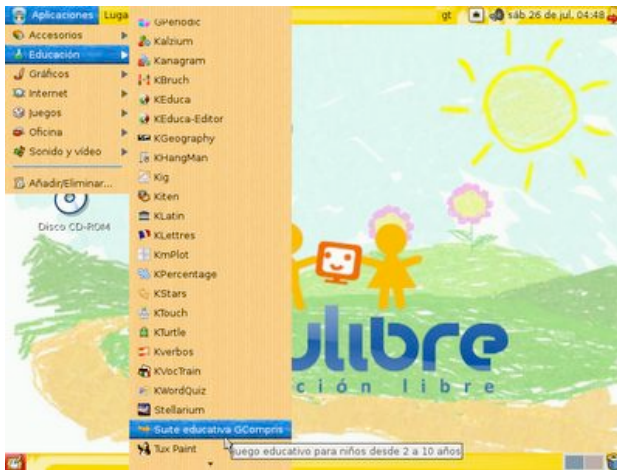 Aplicaciones Luga gt sáb 26 de jul, 04:48
Accesorios
Educación
Gráficos
Internet
Juegos
Oficina
Sonido y vídeo
Añadir/Eliminar...
Disco CD-ROM
GPeriodic
Kalzium
Kanagram
KBruch
KEduca
KEduca-Editor
KGeography
KHangMan
Kig
Kiten
KLatin
KLettres
KmPlot
KPercentage
KStars
KTouch
KTurtle
Kverbos
KVocTrain
KWordQuiz
Stellarium
Suite educativa GCompris
Tux Paint
Juego educativo para niños desde 2 a 10 años
ulibre
ción libre